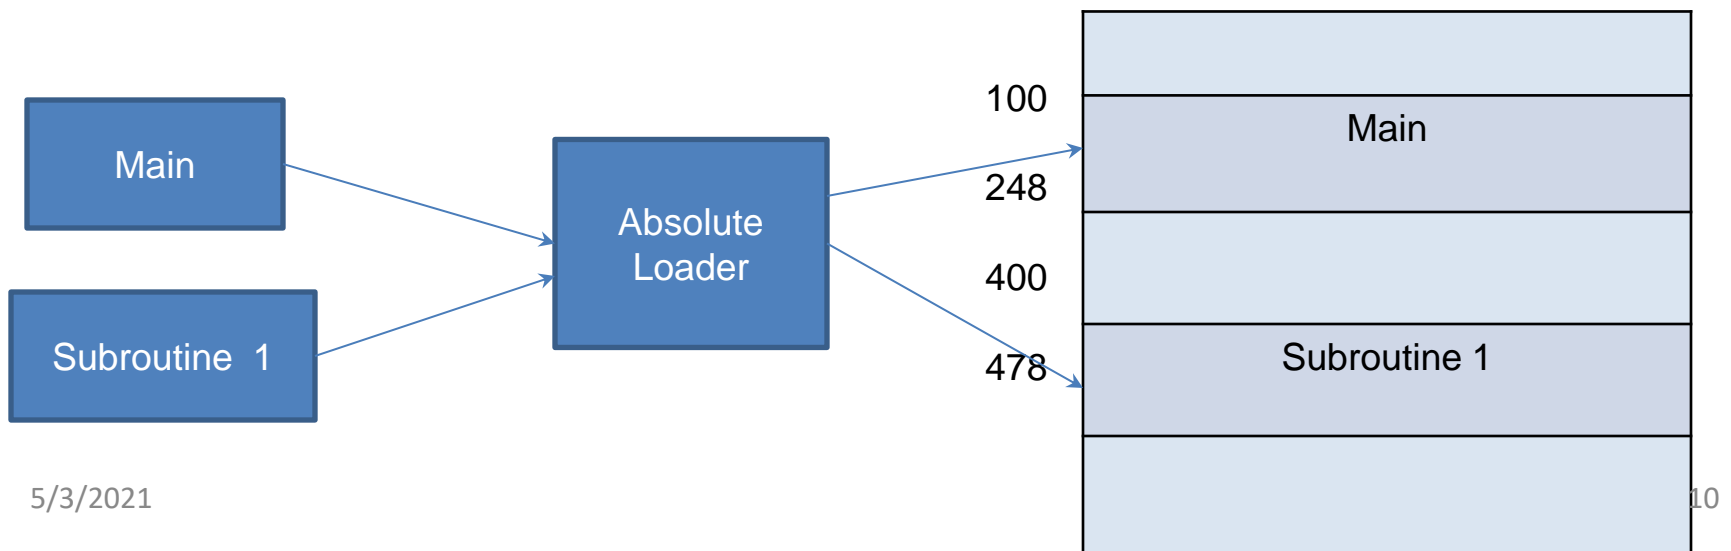 Main
Subroutine 1
Absolute
Loader
100
248
400
478
Main
Subroutine 1
5/3/2021
10